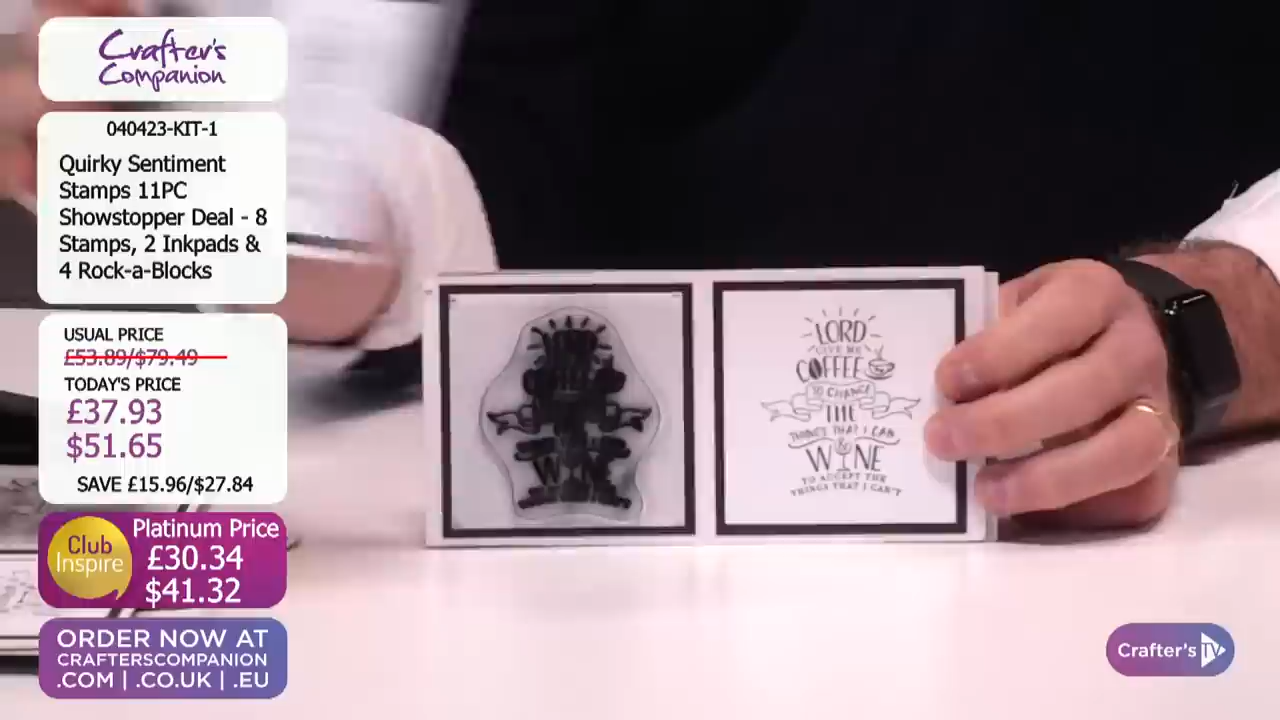 Crafter's
Companion
040423-KIT-1
Quirky Sentiment
Stamps 11PC
Showstopper Deal - 8
Stamps, 2 Inkpads &
4 Rock-a-Blocks
USUAL PRICE
£53.89/$79.49
TODAY'S PRICE
£37.93
$51.65
SAVE £15.96/$27.84
Club
Inspire
Platinum Price
£30.34
$41.32
ORDER NOW AT
CRAFTERSCOMPANION
.COM | .CO.UK | .EU
LORD
GIVE ME
COFFEE
TO CHANGE
THE
THINGS THAT I CAN
&
WINE
TO ACCEPT THE
THINGS THAT I CAN'T
WINE
Crafter's TV